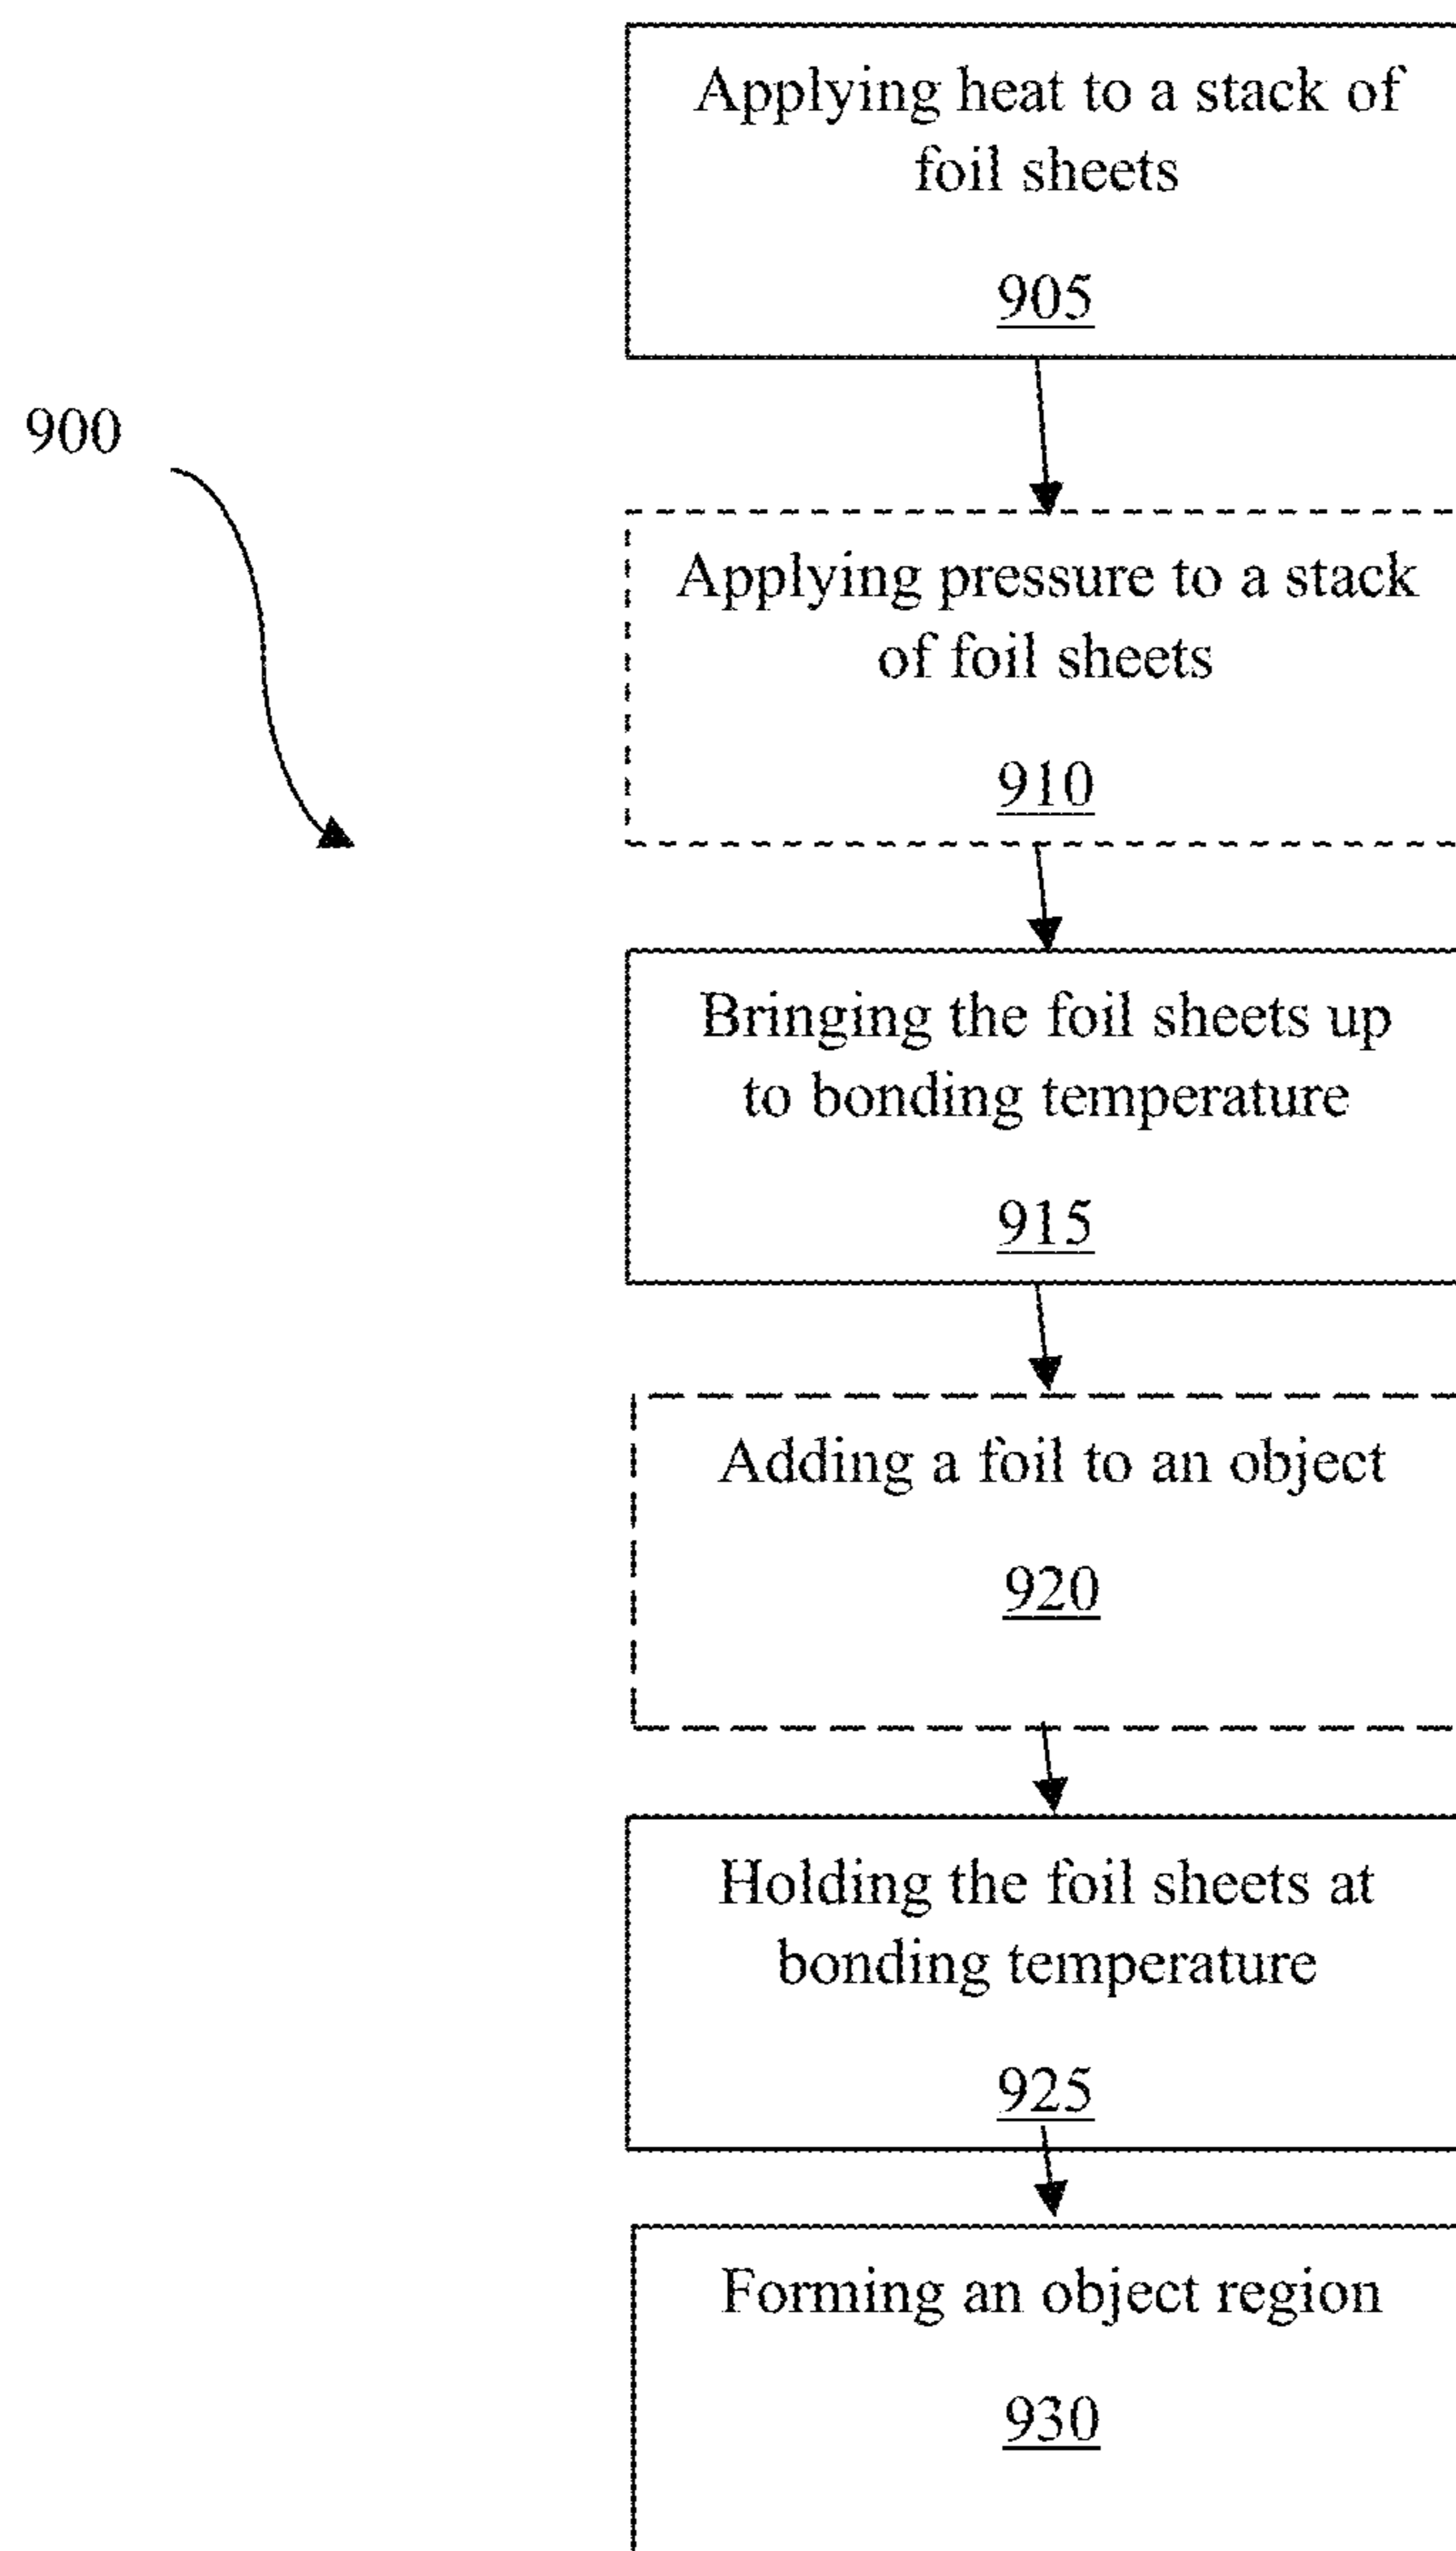 Applying heat to a stack of
foil sheets
905
900
Applying pressure to a stack
of foil sheets
910
Bringing the foil sheets up
to bonding temperature
915
Adding a foil to an object
920
Holding the foil sheets at
bonding temperature
925
Forming an object region
930